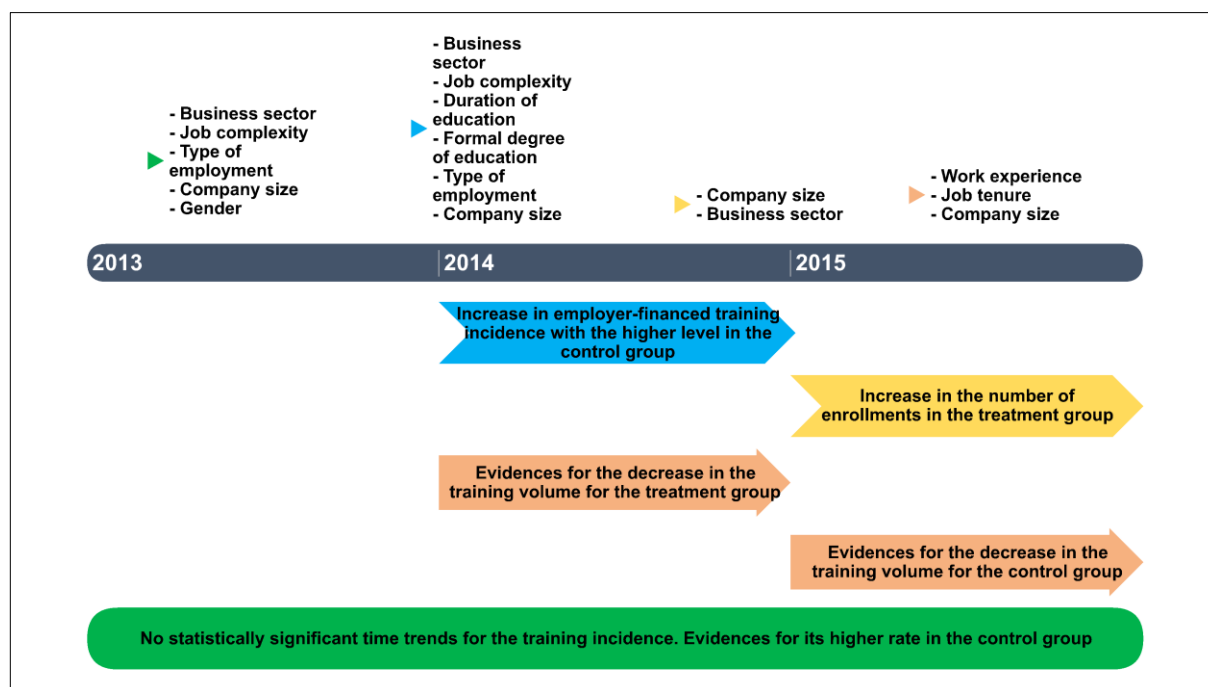 - Business sector
- Job complexity
- Type of
employment
- Company size
- Gender
- Business
sector
- Job complexity
- Duration of
education
- Formal degree
of education
- Type of
employment
- Company size
- Company size
- Business sector
- Work experience
- Job tenure
- Company size
2013
2014
2015
Increase in employer-financed training
incidence with the higher level in the
control group
Increase in the number of
enrollments in the treatment group
Evidences for the decrease in the
training volume for the treatment group
Evidences for the decrease in the
training volume for the control group
No statistically significant time trends for the training incidence. Evidences for its higher rate in the control group